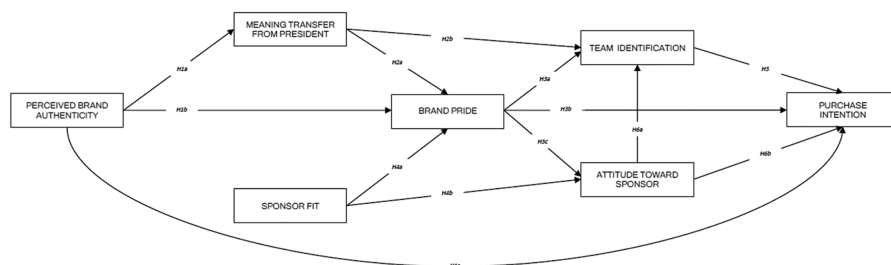 MEANING TRANSFER
FROM PRESIDENT
H2b
TEAM IDENTIFICATION
H1a
H2a
H3a
H5
PERCEIVED BRAND
AUTHENTICITY
H1b
BRAND PRIDE
H3b
PURCHASE
INTENTION
H6a
H3c
H4a
H6b
ATTITUDE TOWARD
SPONSOR
SPONSOR FIT
H4b